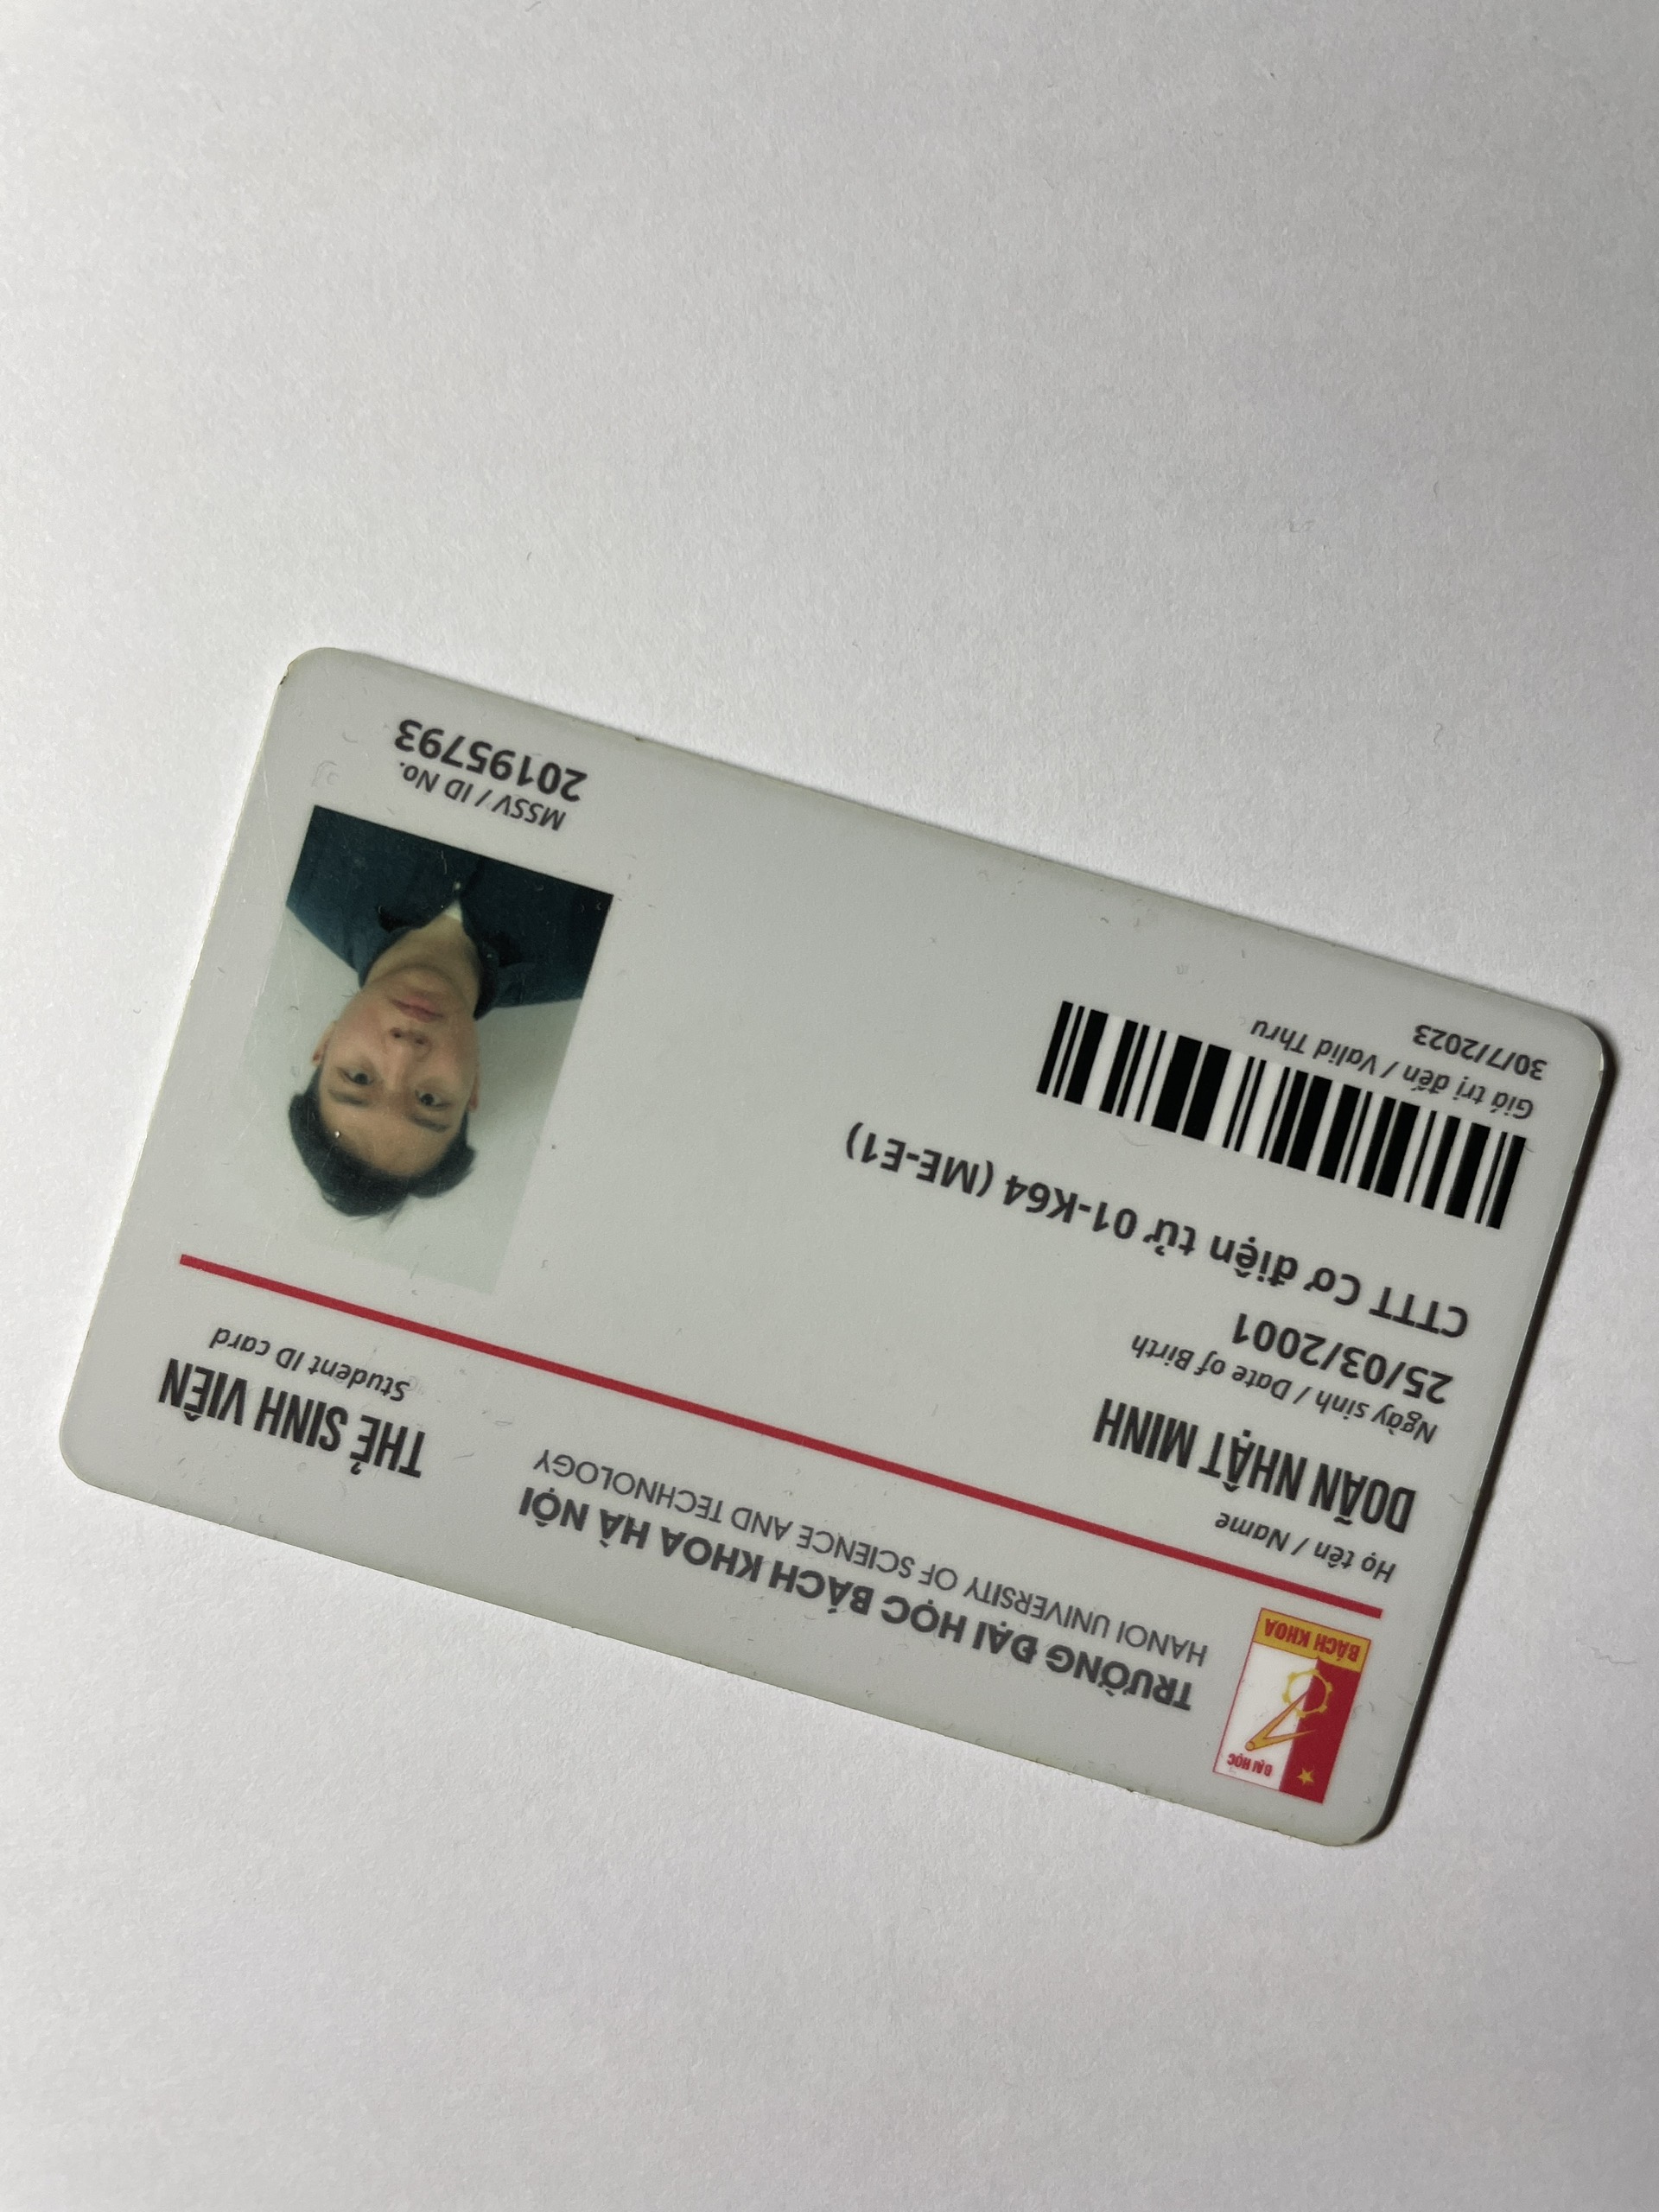 ĐẠI HỌC
BÁCH KHOA
TRƯỜNG ĐẠI HỌC BÁCH KHOA HÀ NỘI
HANOI UNIVERSITY OF SCIENCE AND TECHNOLOGY
THẺ SINH VIÊN
Student ID card
Họ tên / Name
DOÃN NHẬT MINH
Ngày sinh / Date of Birth
25/03/2001
CTTT Cơ điện tử 01-K64 (ME-E1)
Giá trị đến / Valid Thru
30/7/2023
MSSV / ID No.
20195793